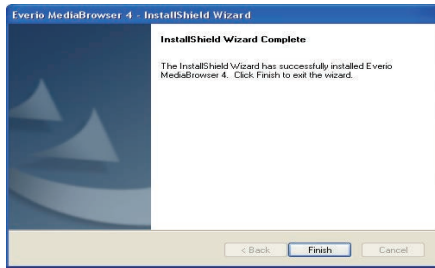 Everio MediaBrowser 4 - InstallShield Wizard
InstallShield Wizard Complete
The InstallShield Wizard has successfully installed Everio
MediaBrowser 4. Click Finish to exit the wizard.
< Back
Finish
Cancel